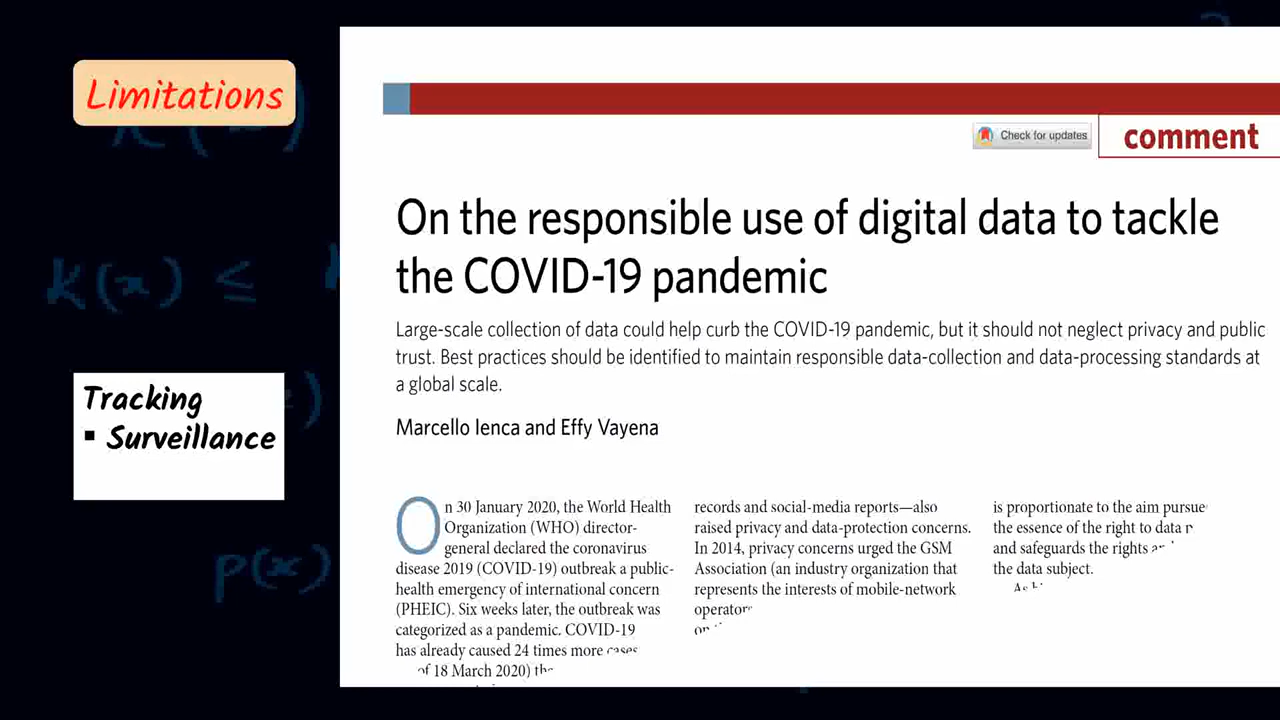 Limitations
Tracking
▪ Surveillance
k(x) ≤
p(x)
Check for updates
comment
On the responsible use of digital data to tackle
the COVID-19 pandemic
Large-scale collection of data could help curb the COVID-19 pandemic, but it should not neglect privacy and public
trust. Best practices should be identified to maintain responsible data-collection and data-processing standards at
a global scale.
Marcello Ienca and Effy Vayena
On 30 January 2020, the World Health
Organization (WHO) director-
general declared the coronavirus
disease 2019 (COVID-19) outbreak a public-
health emergency of international concern
(PHEIC). Six weeks later, the outbreak was
categorized as a pandemic. COVID-19
has already caused 24 times more cases
of 18 March 2020) the
records and social-media reports—also
raised privacy and data-protection concerns.
In 2014, privacy concerns urged the GSM
Association (an industry organization that
represents the interests of mobile-network
is proportionate to the aim
the essence of the right to data
and safeguards the rights
the data subject.